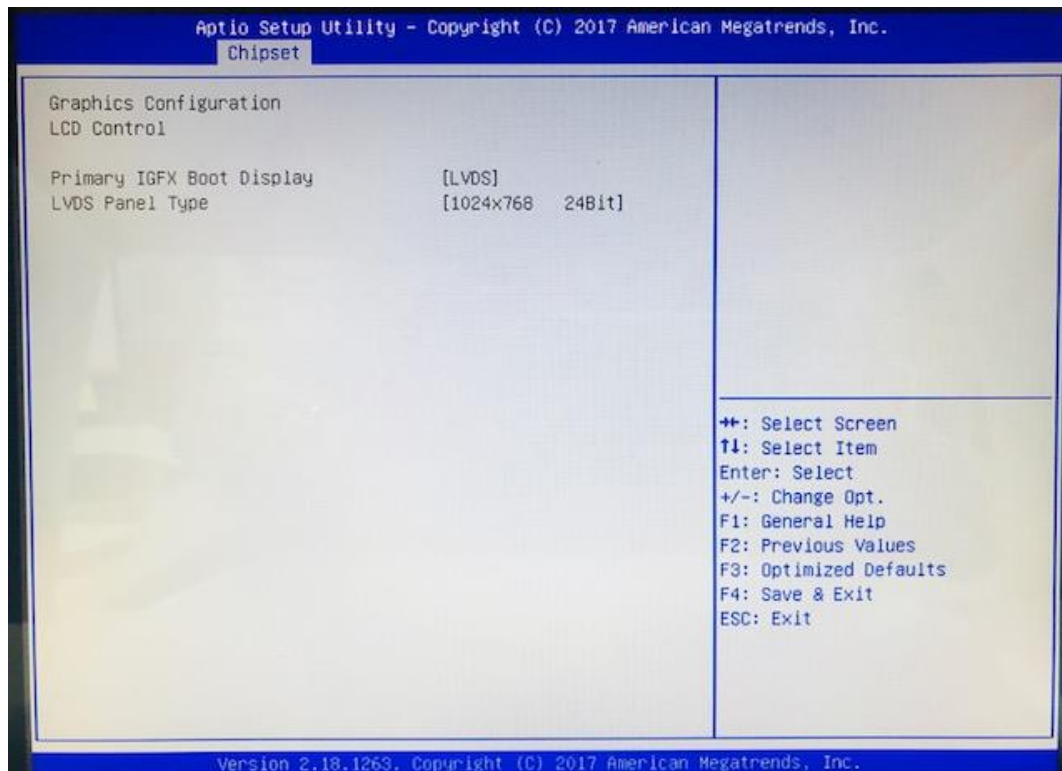 Aptio Setup Utility – Copyright (C) 2017 American Megatrends, Inc.
Chipset
Graphics Configuration
LCD Control
Primary IGFX Boot Display [LVDS]
LVDS Panel Type [1024x768 24Bit]
→←: Select Screen
↑↓: Select Item
Enter: Select
+/-: Change Opt.
F1: General Help
F2: Previous Values
F3: Optimized Defaults
F4: Save & Exit
ESC: Exit
Version 2.18.1263. Copyright (C) 2017 American Megatrends, Inc.